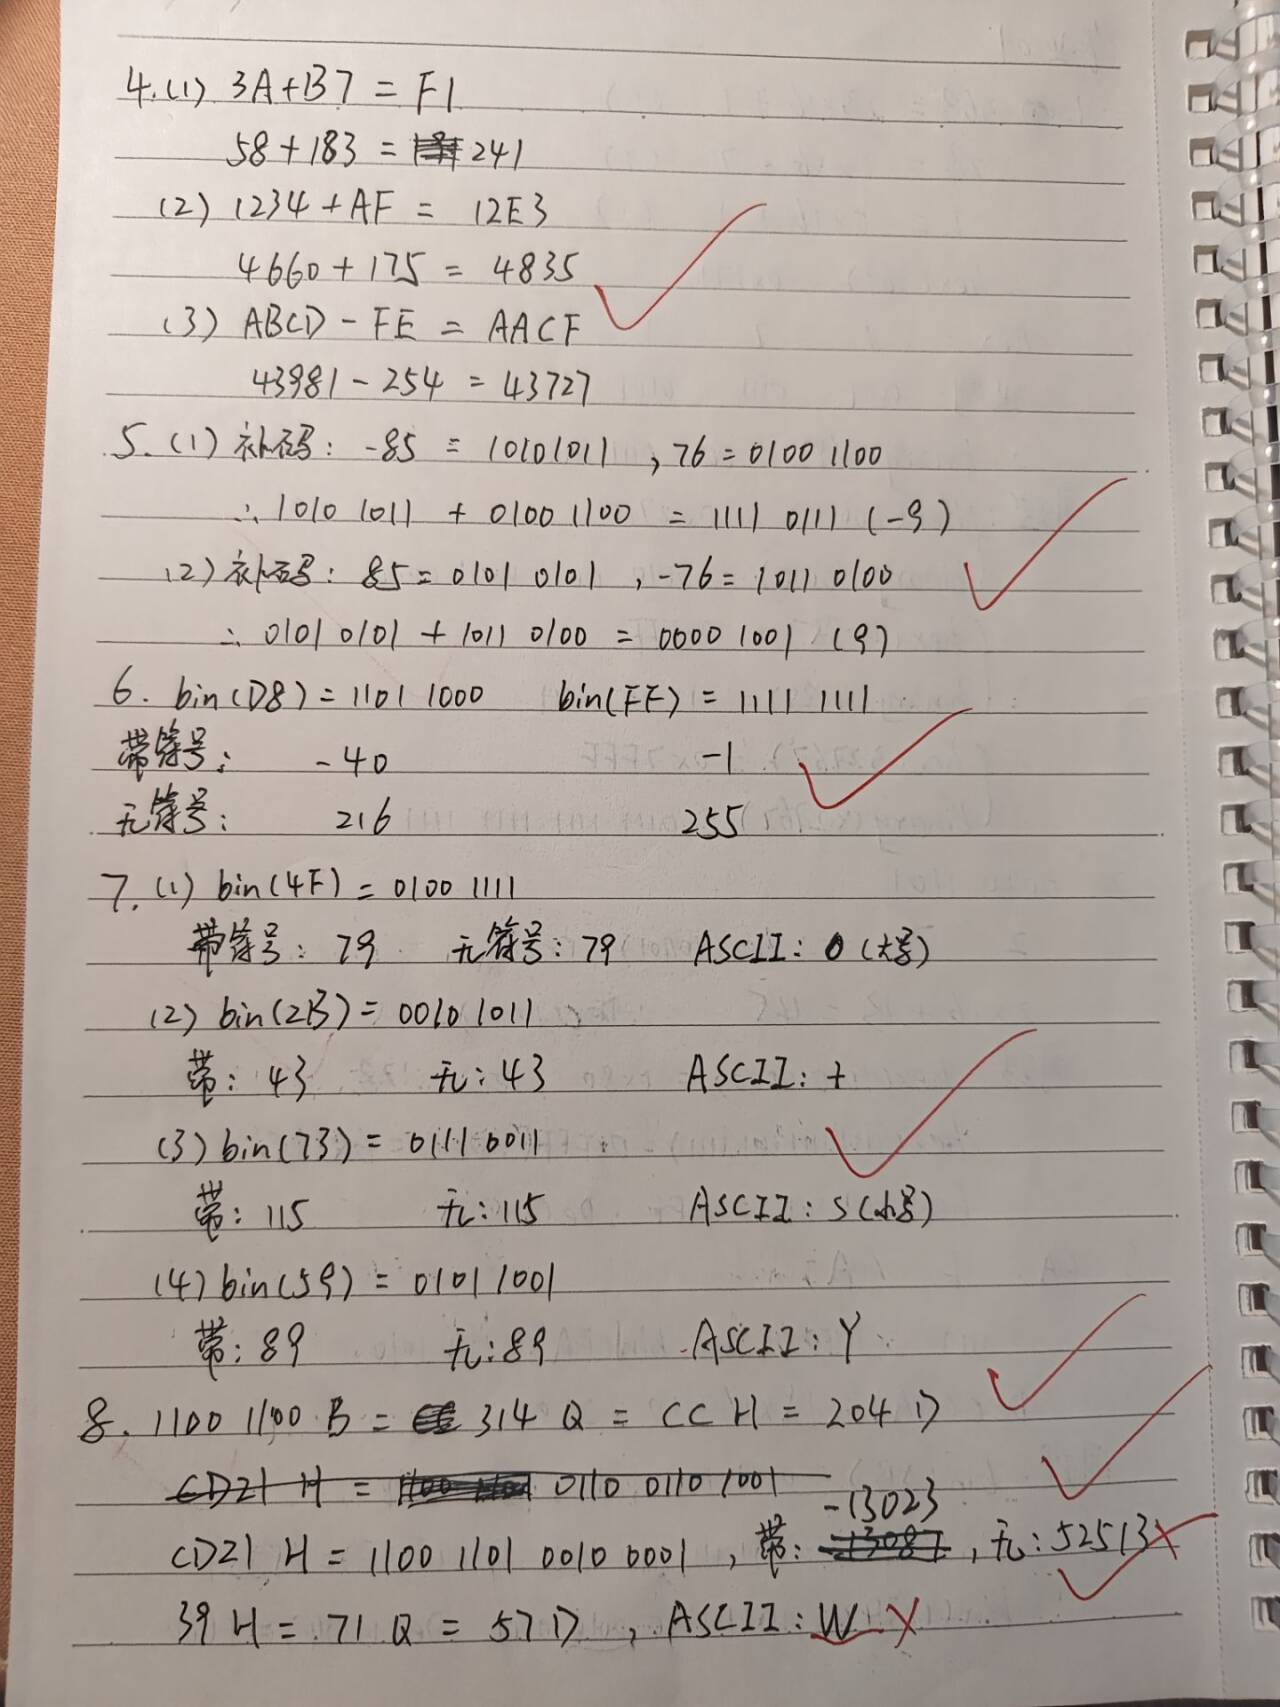 4.(1) 3A+B7 = F1
58+183 = 241
(2) 1234 + AF = 12E3
4660+175 = 4835
(3) ABCD - FE = AACF
43981 - 254 = 43727
5.(1) 补码: -85 = 10101011, 76 = 0100 1100
∴ 1010 1011 + 0100 1100 = 1111 0111 (-9)
(2) 补码: 85 = 0101 0101, -76 = 1011 0100
∴ 0101 0101 + 1011 0100 = 0000 1001 (9)
6. bin(D8) = 1101 1000 bin(FF) = 1111 1111
带符号: -40 -1
无符号: 216 255
7.(1) bin(4F) = 0100 1111
带符号: 79 无符号: 79 ASCII: O (大写)
(2) bin(2B) = 0010 1011
带: 43 无: 43 ASCII: +
(3) bin(73) = 0111 0011
带: 115 无: 115 ASCII: s (小写)
(4) bin(59) = 0101 1001
带: 89 无: 89 ASCII: Y
8. 1100 1100 B = 314 Q = CC H = 204 D
CD21 H = 0110 0110 1001
CD21 H = 1100 1101 0010 0001, 带: -13023, 无: 52513
39 H = 71 Q = 57 D, ASCII: W